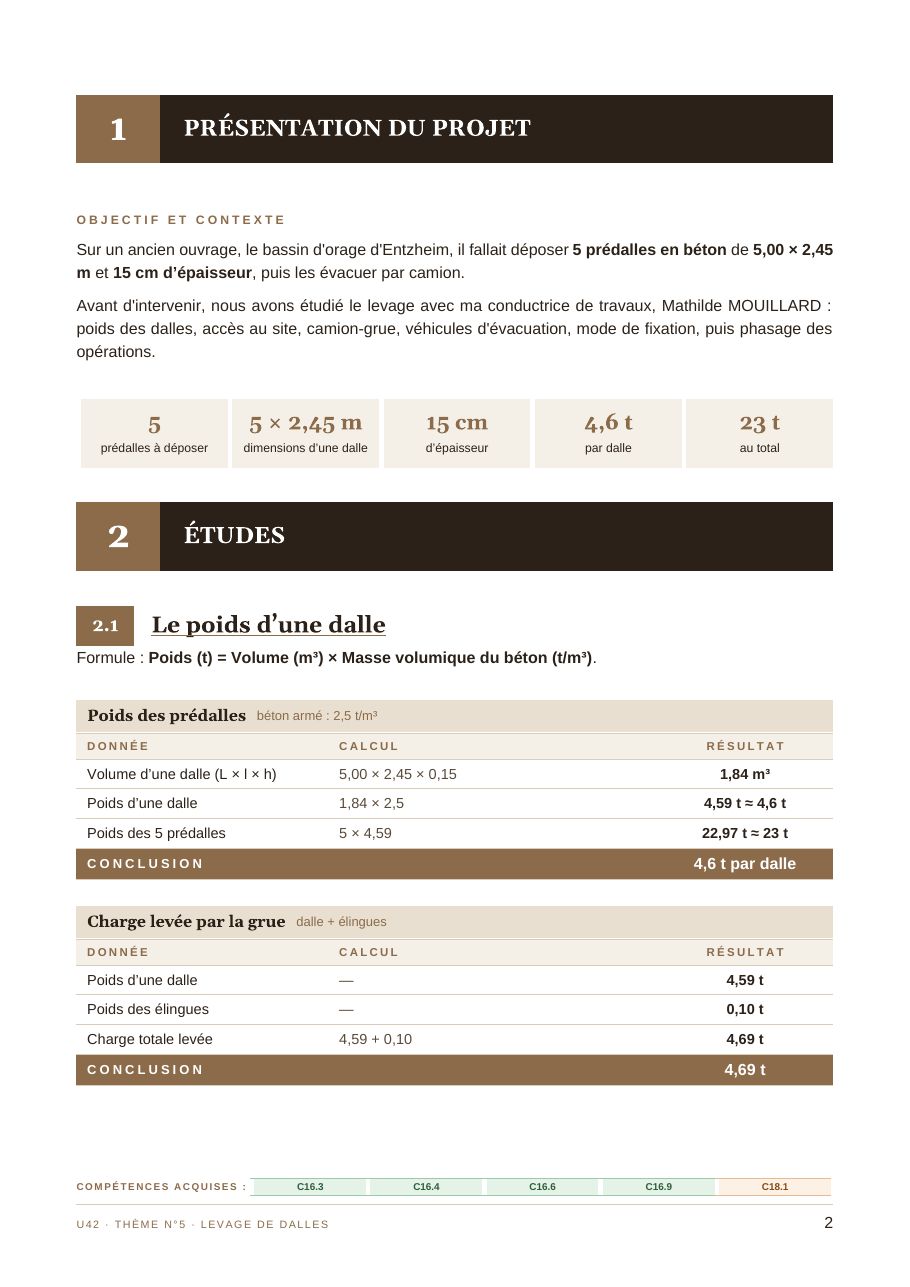 1 PRÉSENTATION DU PROJET
OBJECTIF ET CONTEXTE
Sur un ancien ouvrage, le bassin d'orage d'Entzheim, il fallait déposer 5 prédalles en béton de 5,00 × 2,45
m et 15 cm d’épaisseur, puis les évacuer par camion.
Avant d'intervenir, nous avons étudié le levage avec ma conductrice de travaux, Mathilde MOUILLARD :
poids des dalles, accès au site, camion-grue, véhicules d'évacuation, mode de fixation, puis phasage des
opérations.
5 5 × 2,45 m 15 cm 4,6 t 23 t
prédalles à déposer dimensions d’une dalle d’épaisseur par dalle au total
2 ÉTUDES
2.1 Le poids d’une dalle
Formule : Poids (t) = Volume (m³) × Masse volumique du béton (t/m³).
Poids des prédalles béton armé : 2,5 t/m³
DONNÉE CALCUL RÉSULTAT
Volume d’une dalle (L × l × h) 5,00 × 2,45 × 0,15 1,84 m³
Poids d’une dalle 1,84 × 2,5 4,59 t ≈ 4,6 t
Poids des 5 prédalles 5 × 4,59 22,97 t ≈ 23 t
CONCLUSION 4,6 t par dalle
Charge levée par la grue dalle + élingues
DONNÉE CALCUL RÉSULTAT
Poids d’une dalle — 4,59 t
Poids des élingues — 0,10 t
Charge totale levée 4,59 + 0,10 4,69 t
CONCLUSION 4,69 t
COMPÉTENCES ACQUISES : C16.3 C16.4 C16.6 C16.9 C18.1
U42 · THÈME N°5 · LEVAGE DE DALLES 2